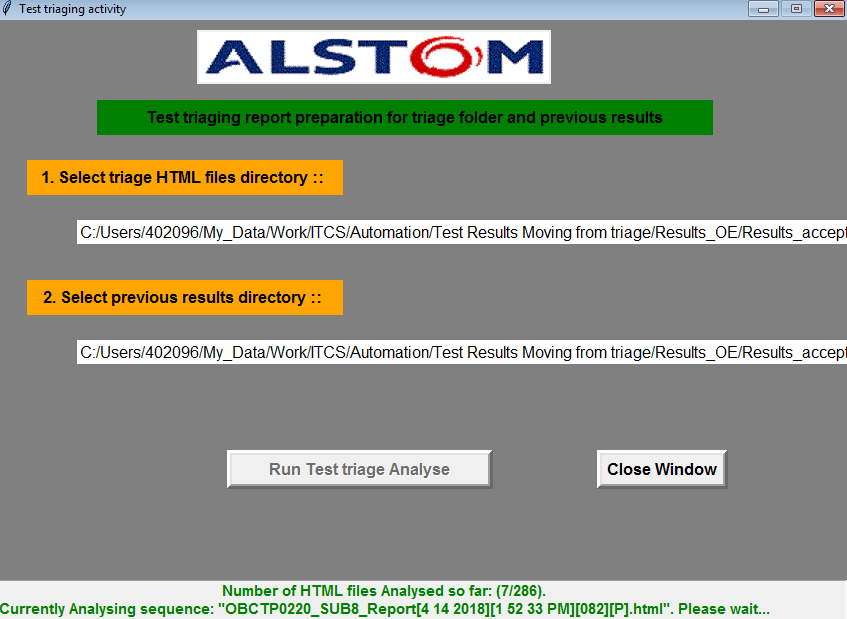 Test triaging activity
ALSTOM
Test triaging report preparation for triage folder and previous results
1. Select triage HTML files directory ::
C:/Users/402096/My_Data/Work/ITCS/Automation/Test Results Moving from triage/Results_OE/Results_accept
2. Select previous results directory ::
C:/Users/402096/My_Data/Work/ITCS/Automation/Test Results Moving from triage/Results_OE/Results_accept
Run Test triage Analyse
Close Window
Number of HTML files Analysed so far: (7/286).
Currently Analysing sequence: "OBCTP0220_SUB8_Report[4 14 2018][1 52 33 PM][082][P].html". Please wait...